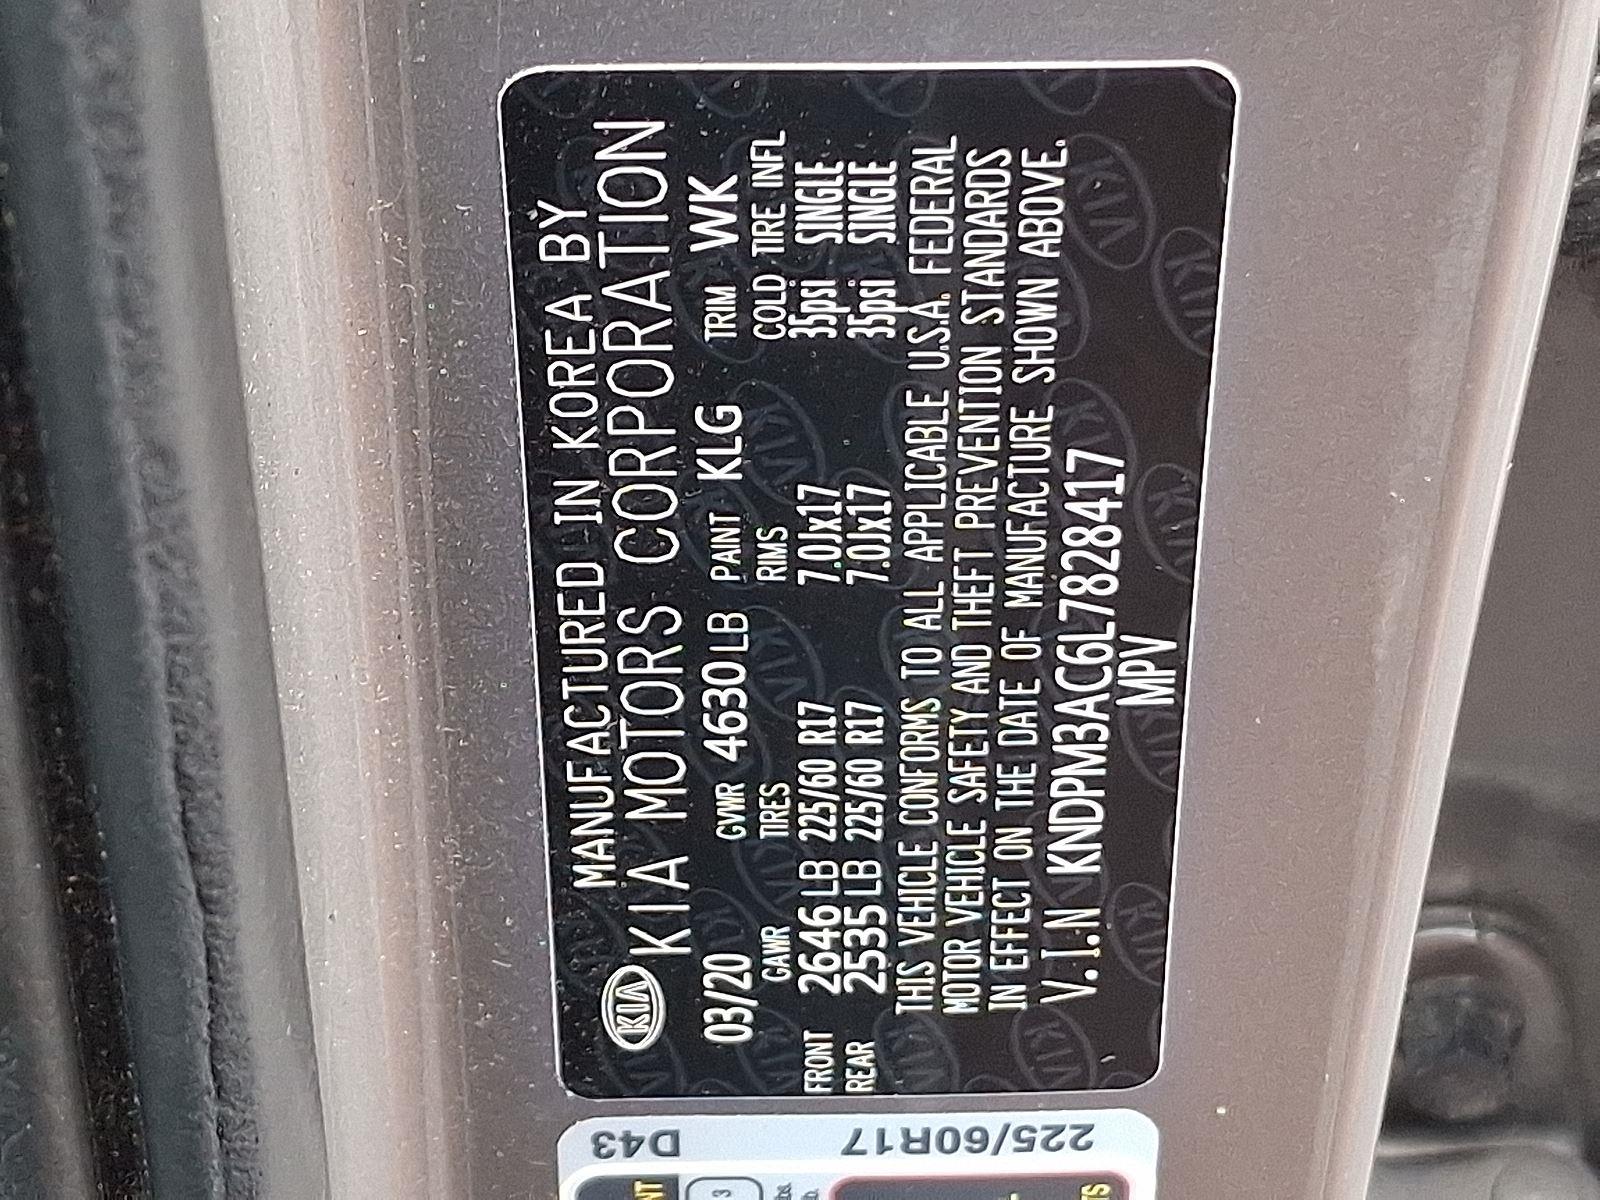 MANUFACTURED IN KOREA BY
KIA KIA MOTORS CORPORATION
03/20 GVWR 4630LB PAINT KLG TRIM WK
GAWR TIRES RIMS COLD TIRE INFL
FRONT 2646LB 225/60 R17 7.0Jx17 35psi SINGLE
REAR 2535LB 225/60 R17 7.0Jx17 35psi SINGLE
THIS VEHICLE CONFORMS TO ALL APPLICABLE U.S.A. FEDERAL
MOTOR VEHICLE SAFETY AND THEFT PREVENTION STANDARDS
IN EFFECT ON THE DATE OF MANUFACTURE SHOWN ABOVE.
V.I.N KNDPM3AC6L7828417
MPV
225/60R17 D43